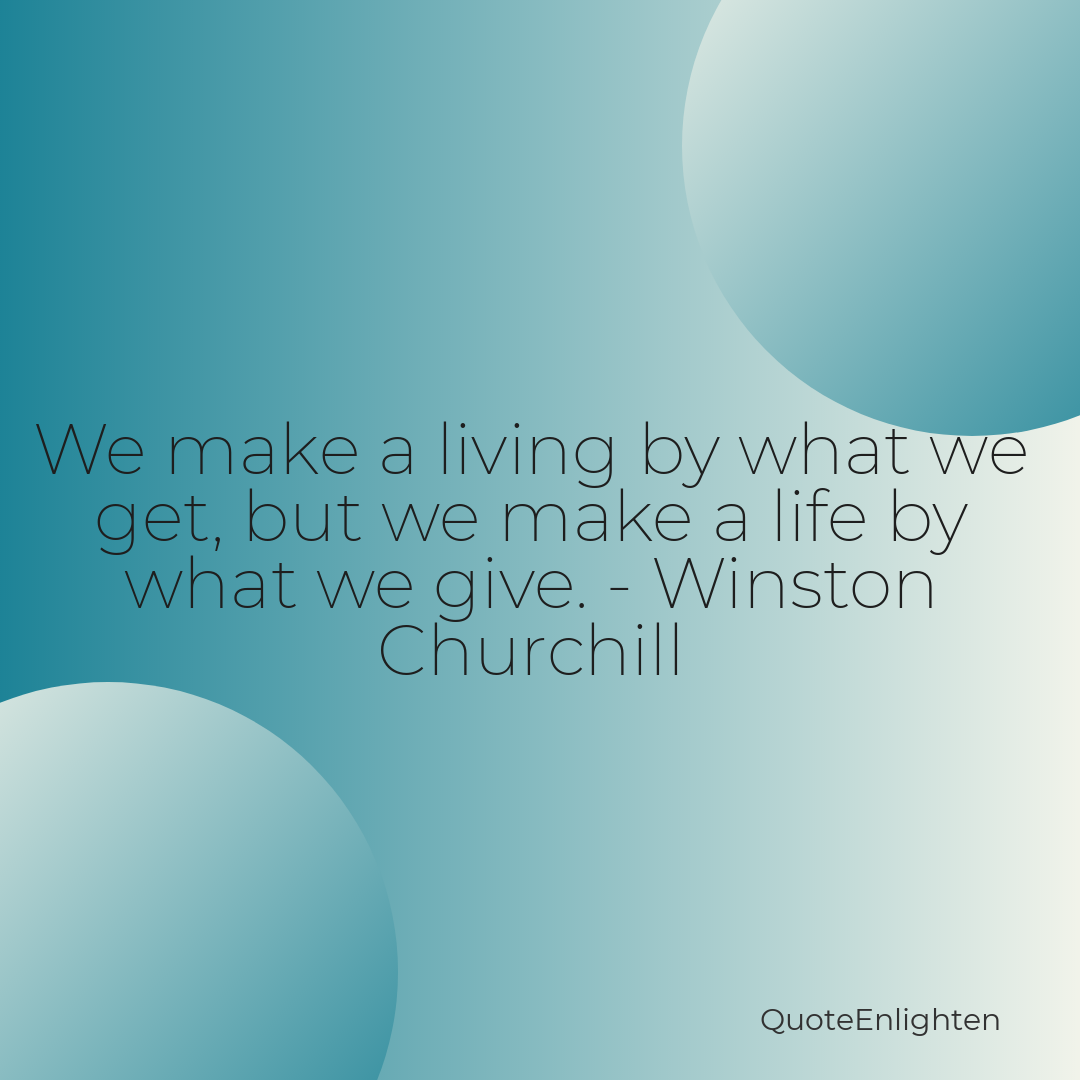 We make a living by what we
get, but we make a life by
what we give. - Winston
Churchill
QuoteEnlighten